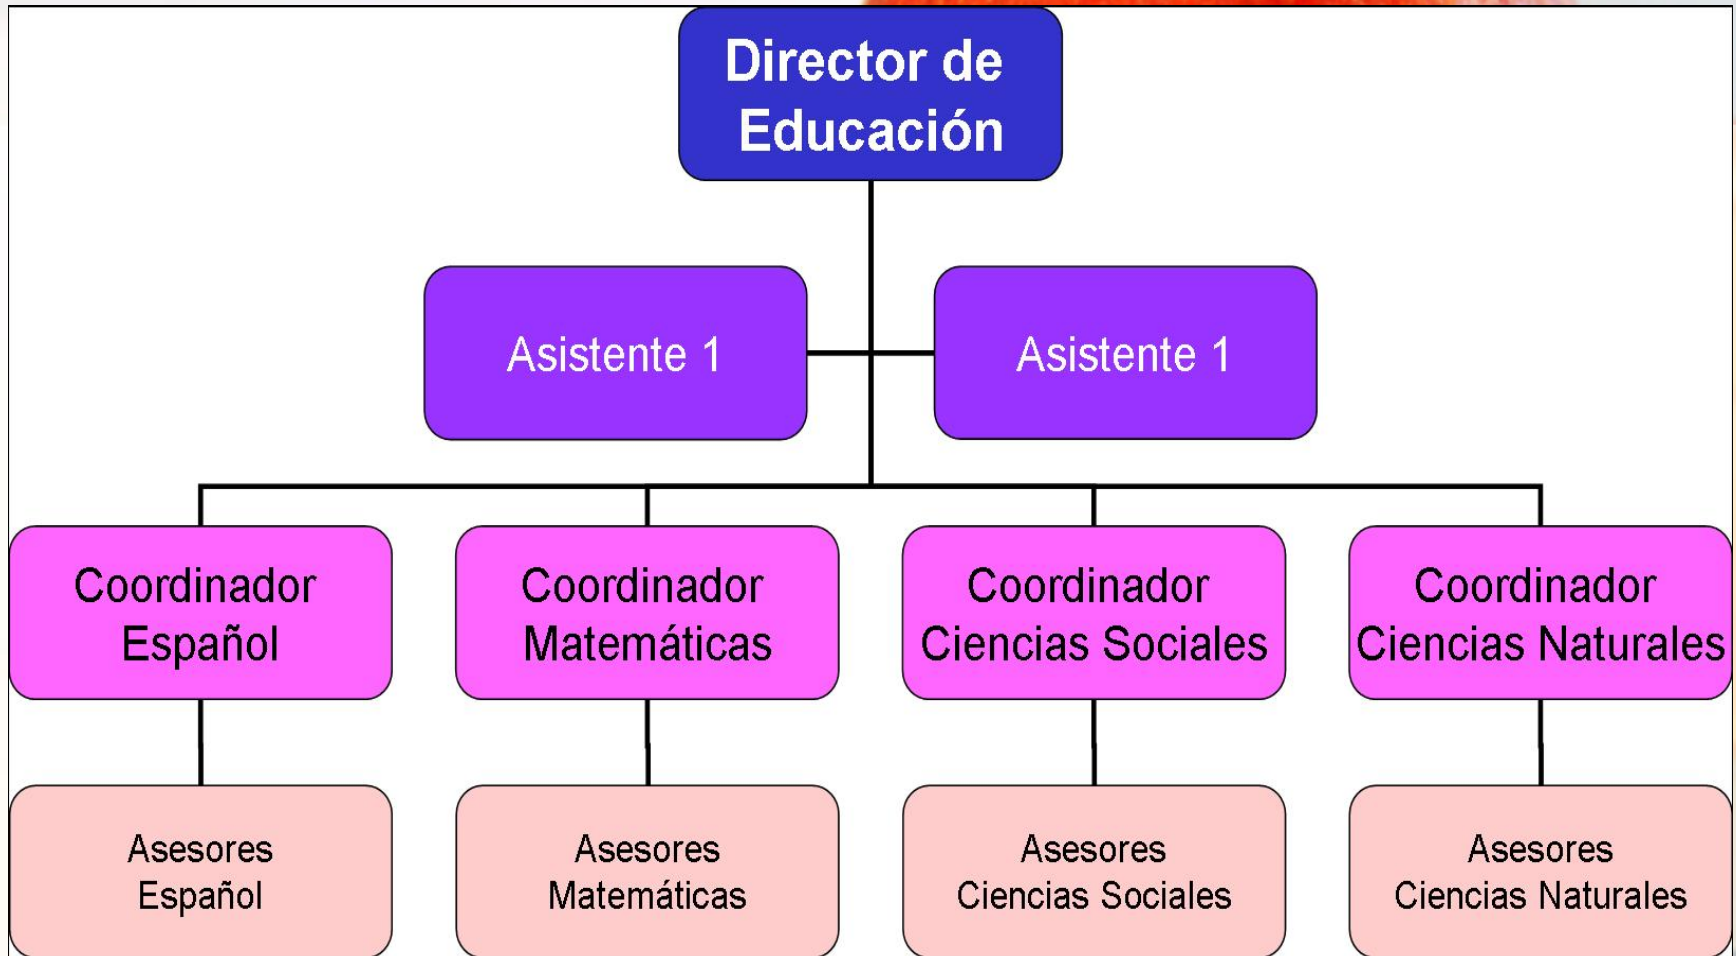 Director de
Educación
Asistente 1
Asistente 1
Coordinador
Español
Coordinador
Matemáticas
Coordinador
Ciencias Sociales
Coordinador
Ciencias Naturales
Asesores
Español
Asesores
Matemáticas
Asesores
Ciencias Sociales
Asesores
Ciencias Naturales